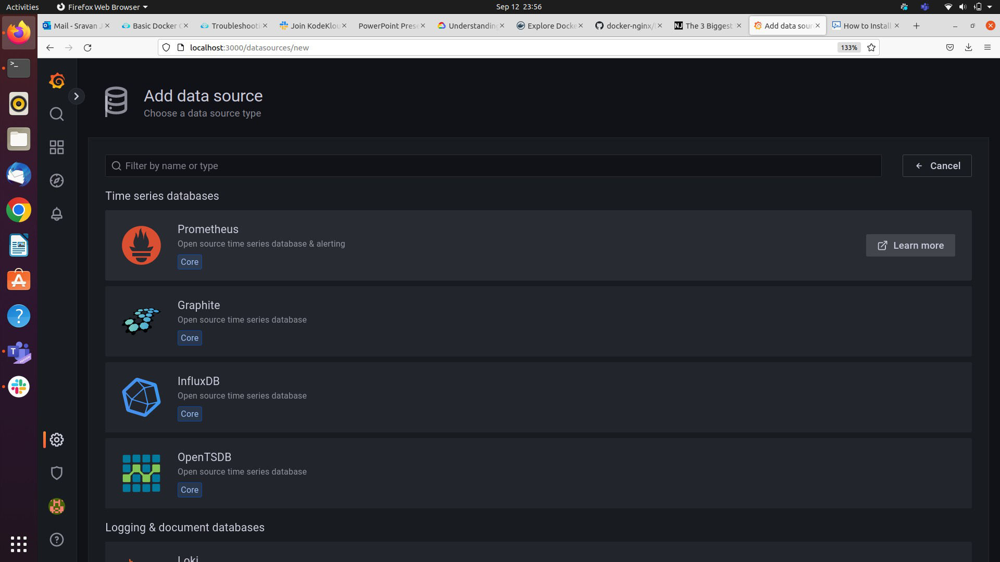 Activities
Firefox Web Browser
Sep 12 23:56
Mail - Sravan
Basic Docker
Troubleshooti
Join KodeKlou
PowerPoint Prese
Understanding
Explore Docke
docker-nginx/
NJ
The 3 Biggest
Add data sour
How to Install
localhost:3000/datasources/new
133%
Add data source
Choose a data source type
Filter by name or type
Cancel
Time series databases
Prometheus
Open source time series database & alerting
Core
Learn more
Graphite
Open source time series database
Core
InfluxDB
Open source time series database
Core
OpenTSDB
Open source time series database
Core
Logging & document databases
Loki